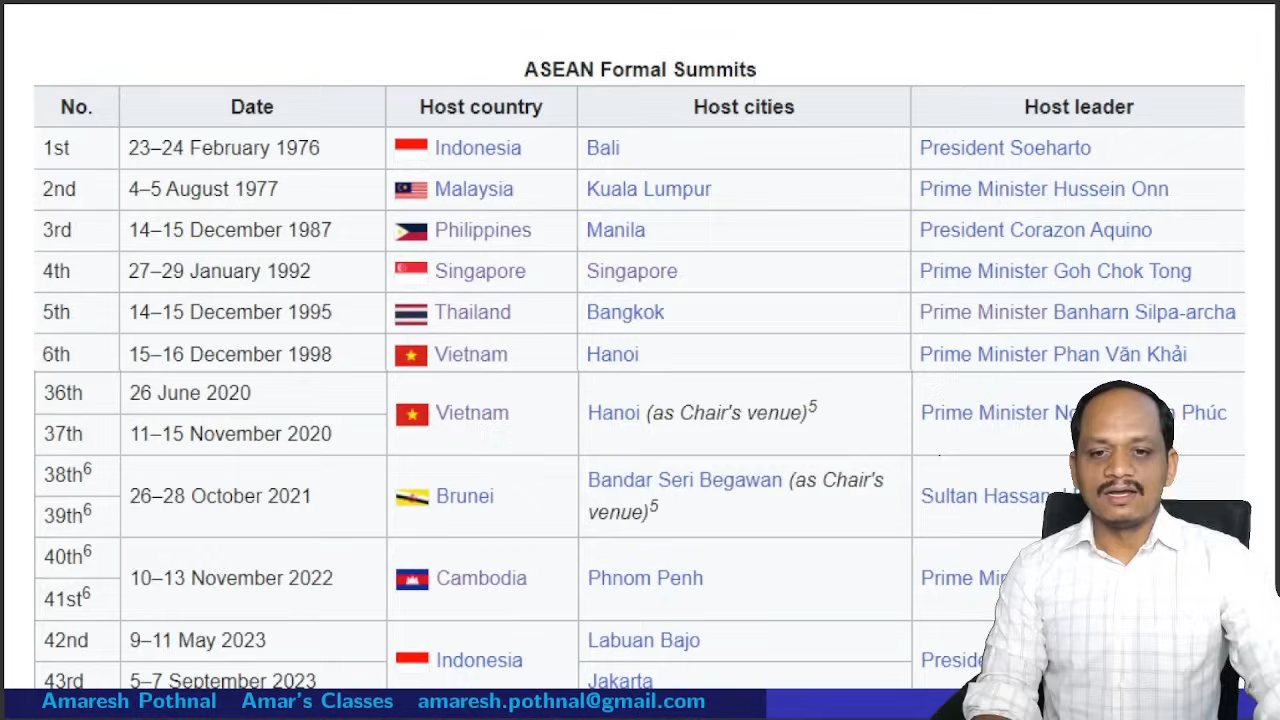 ASEAN Formal Summits
No. Date Host country Host cities Host leader
1st 23–24 February 1976 Indonesia Bali President Soeharto
2nd 4–5 August 1977 Malaysia Kuala Lumpur Prime Minister Hussein Onn
3rd 14–15 December 1987 Philippines Manila President Corazon Aquino
4th 27–29 January 1992 Singapore Singapore Prime Minister Goh Chok Tong
5th 14–15 December 1995 Thailand Bangkok Prime Minister Banharn Silpa-archa
6th 15–16 December 1998 Vietnam Hanoi Prime Minister Phan Văn Khải
36th 26 June 2020
Vietnam Hanoi (as Chair's venue)5 Prime Minister Phúc
37th 11–15 November 2020
38th6
26–28 October 2021 Brunei Bandar Seri Begawan (as Chair's
venue)5 Sultan
39th6
40th6
10–13 November 2022 Cambodia Phnom Penh Prime
41st6
42nd 9–11 May 2023 Labuan Bajo
Indonesia
43rd 5–7 September 2023 Jakarta
Amaresh Pothnal Amar's Classes amaresh.pothnal@gmail.com